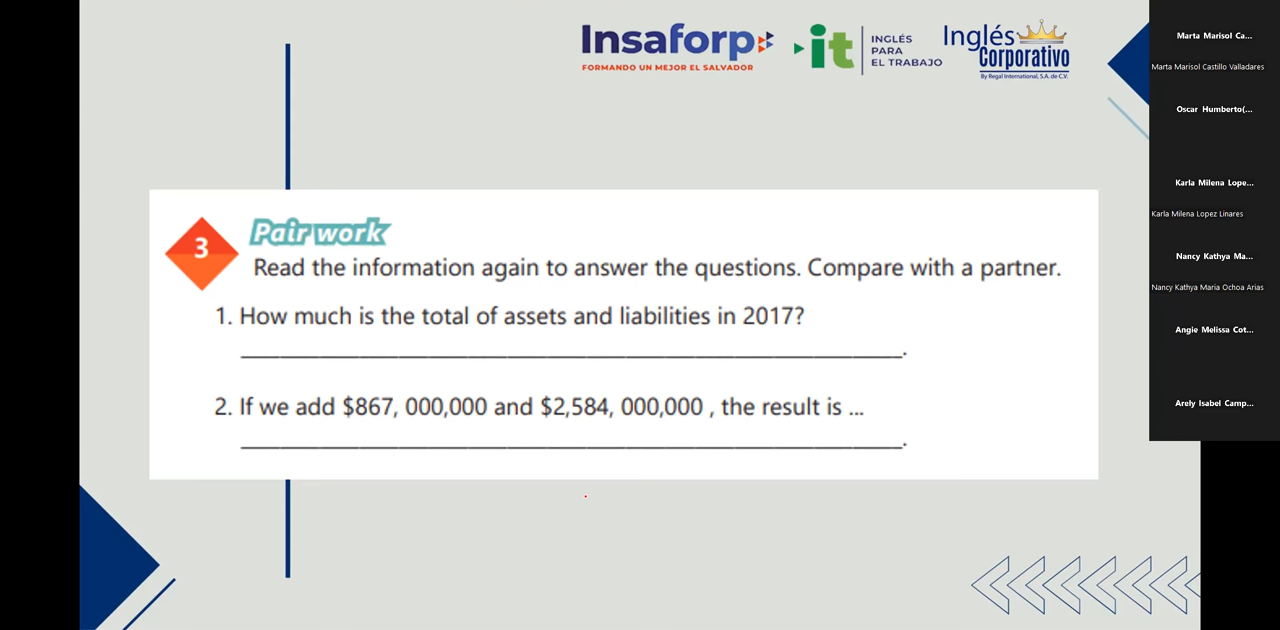 Insaforp
FORMANDO UN MEJOR EL SALVADOR
it
INGLÉS
PARA
EL TRABAJO
Inglés
Corporativo
By Regal International, S.A. de C.V.
3
Pair work
Read the information again to answer the questions. Compare with a partner.
1. How much is the total of assets and liabilities in 2017?
_______________________________________________.
2. If we add $867, 000,000 and $2,584, 000,000 , the result is ...
_______________________________________________.
Marta Marisol Ca...
Marta Marisol Castillo Valladares
Oscar Humberto(...
Karla Milena Lope...
Karla Milena Lopez Linares
Nancy Kathya Ma...
Nancy Kathya Maria Ochoa Arias
Angie Melissa Cot...
Arely Isabel Camp...